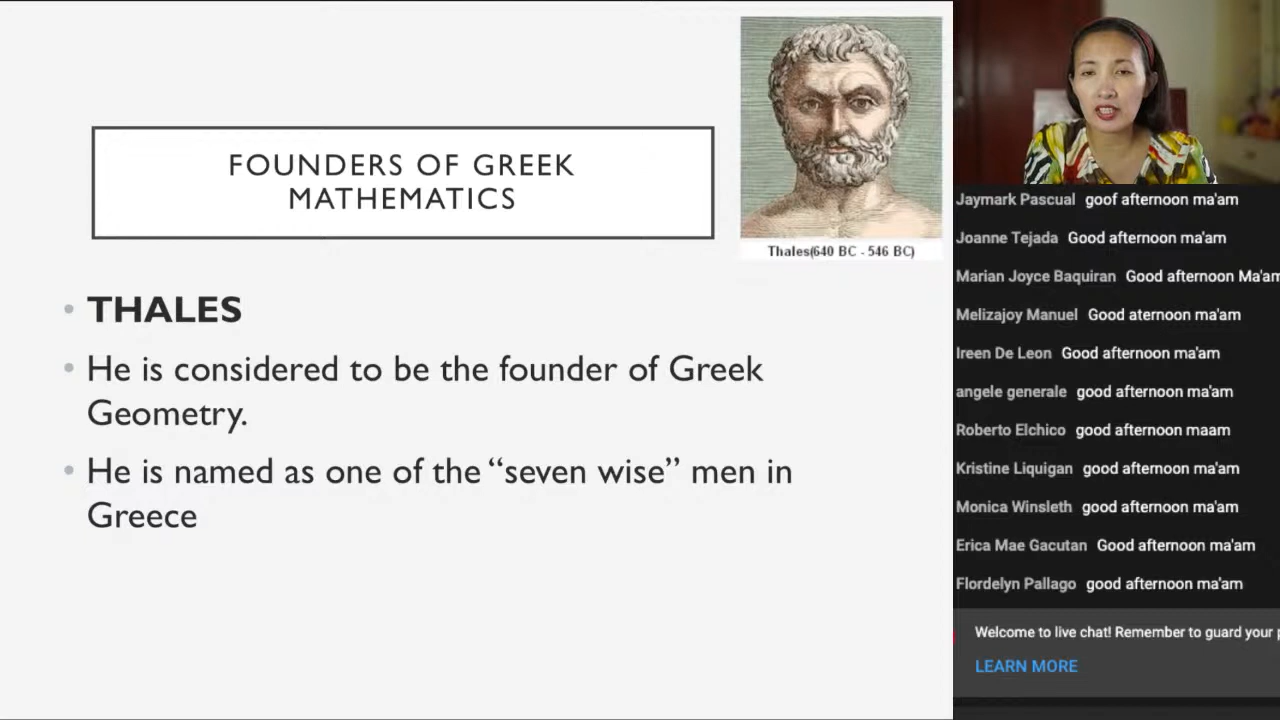 FOUNDERS OF GREEK
MATHEMATICS
Thales(640 BC - 546 BC)
• THALES
• He is considered to be the founder of Greek
Geometry.
• He is named as one of the “seven wise” men in
Greece
Jaymark Pascual goof afternoon ma'am
Joanne Tejada Good afternoon ma'am
Marian Joyce Baquiran Good afternoon Ma'am
Melizajoy Manuel Good aternoon ma'am
Ireen De Leon Good afternoon ma'am
angele generale good afternoon ma'am
Roberto Elchico good afternoon maam
Kristine Liquigan good afternoon ma'am
Monica Winsleth good afternoon ma'am
Erica Mae Gacutan Good afternoon ma'am
Flordelyn Pallago good afternoon ma'am
Welcome to live chat! Remember to guard your
LEARN MORE